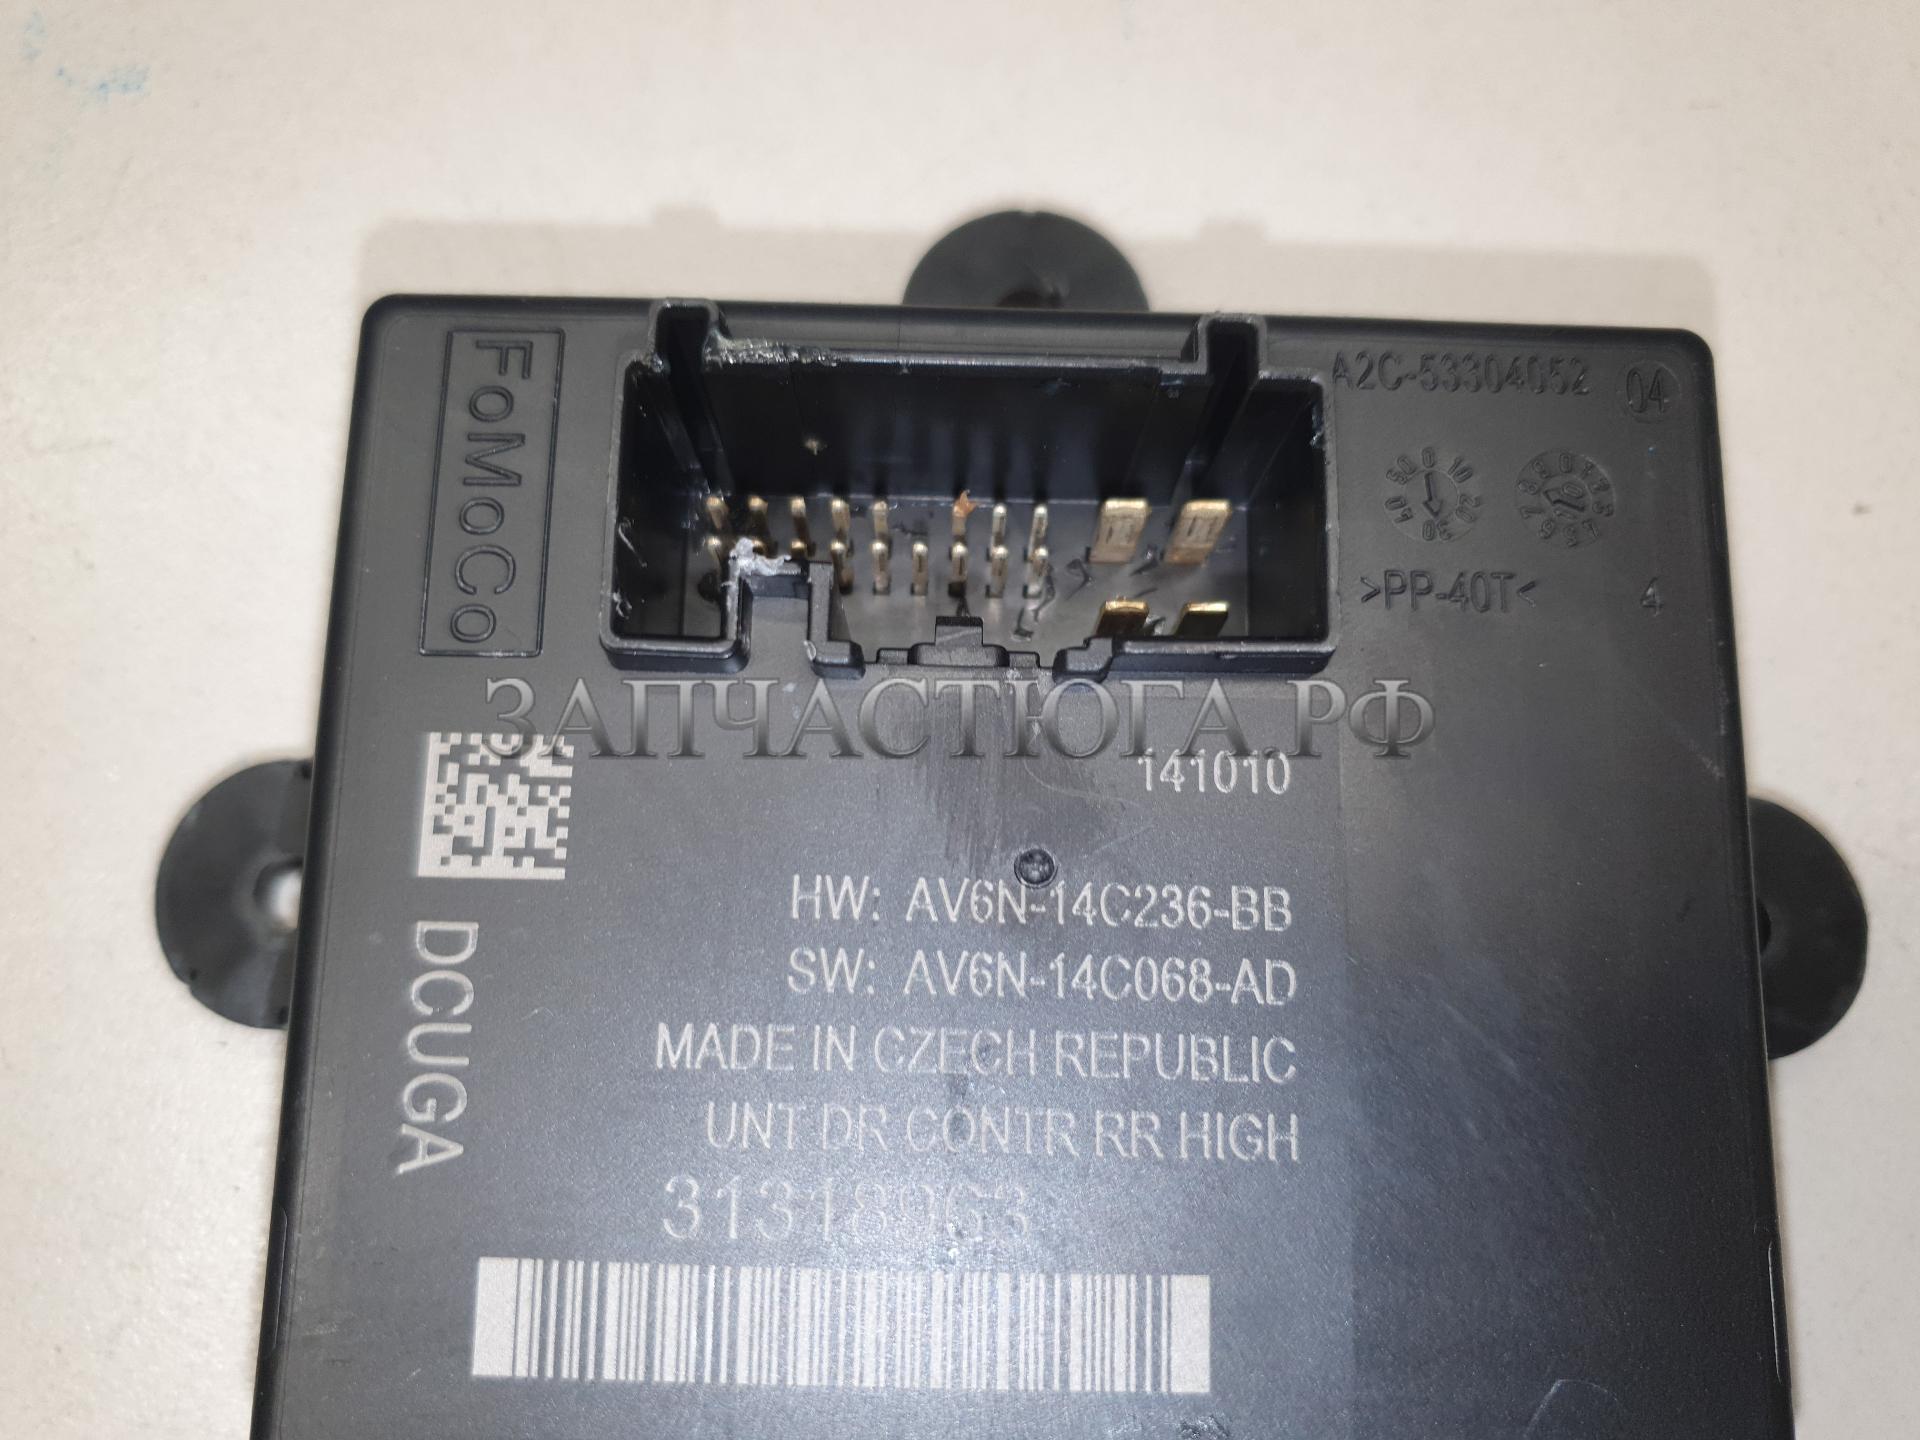 FoMoCo
A2C-53304052
04
>PP-40T<
4
ЗАПЧАСТЮГА.РФ
141010
HW: AV6N-14C236-BB
SW: AV6N-14C068-AD
MADE IN CZECH REPUBLIC
UNT DR CONTR RR HIGH
31318963
DCUGA